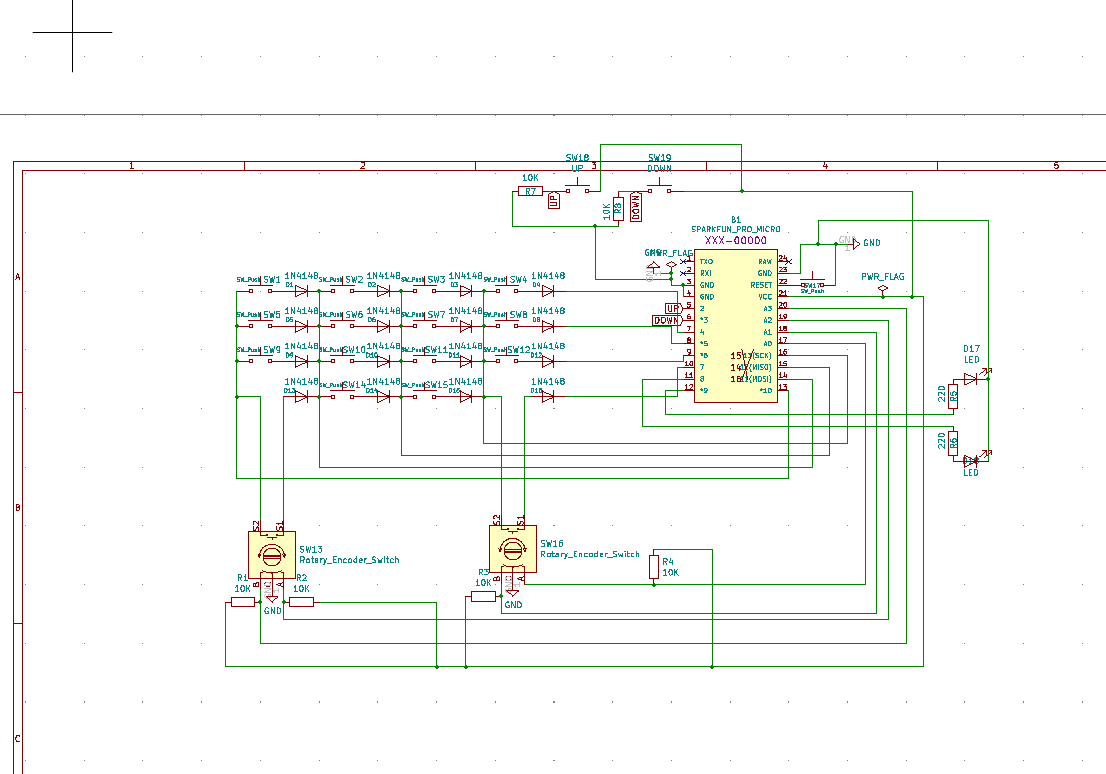 1 2 3 4 5
SW18 SW19
UP DOWN
10K
R7
UP
10K
R8
DOWN
B1
SPARKFUN_PRO_MICRO
XXX-00000
GND
PWR_FLAG
GND
PWR_FLAG
A A
1 TXO RAW 24
2 RXI GND 23
3 GND RESET 22
4 GND VCC 21
UP 5 2 A3 20
DOWN 6 *3 A2 19
7 4 A1 18
8 *5 A0 17
9 *6 15(SCK) 16
10 7 14(MISO) 15
11 8 16(MOSI) 14
12 *9 *10 13
SW17
SW_Push
SW_Push SW1 1N4148 SW_Push SW2 1N4148 SW_Push SW3 1N4148 SW_Push SW4 1N4148
D1 D2 D3 D4
SW_Push SW5 1N4148 SW_Push SW6 1N4148 SW_Push SW7 1N4148 SW_Push SW8 1N4148
D5 D6 D7 D8
SW_Push SW9 1N4148 SW_Push SW10 1N4148 SW_Push SW11 1N4148 SW_Push SW12 1N4148
D9 D10 D11 D12
1N4148 SW_Push SW14 1N4148 SW_Push SW15 1N4148 1N4148
D13 D14
D17
LED
220
R5
220
R6
LED
B
S2 S1
SW13
Rotary_Encoder_Switch
B A
R1
10K
R2
10K
GND
S2 S1
SW16
Rotary_Encoder_Switch
B A
R3
10K
GND
R4
10K
C